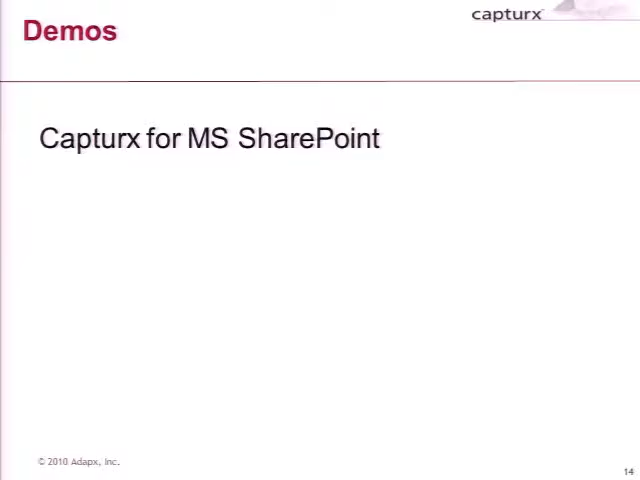 capturx
Demos
Capturx for MS SharePoint
© 2010 Adapx, Inc.
14